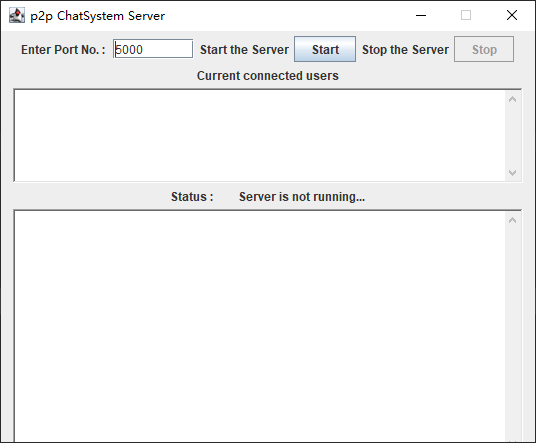 p2p ChatSystem Server
Enter Port No. : 5000 Start the Server Start Stop the Server Stop
Current connected users
Status : Server is not running...